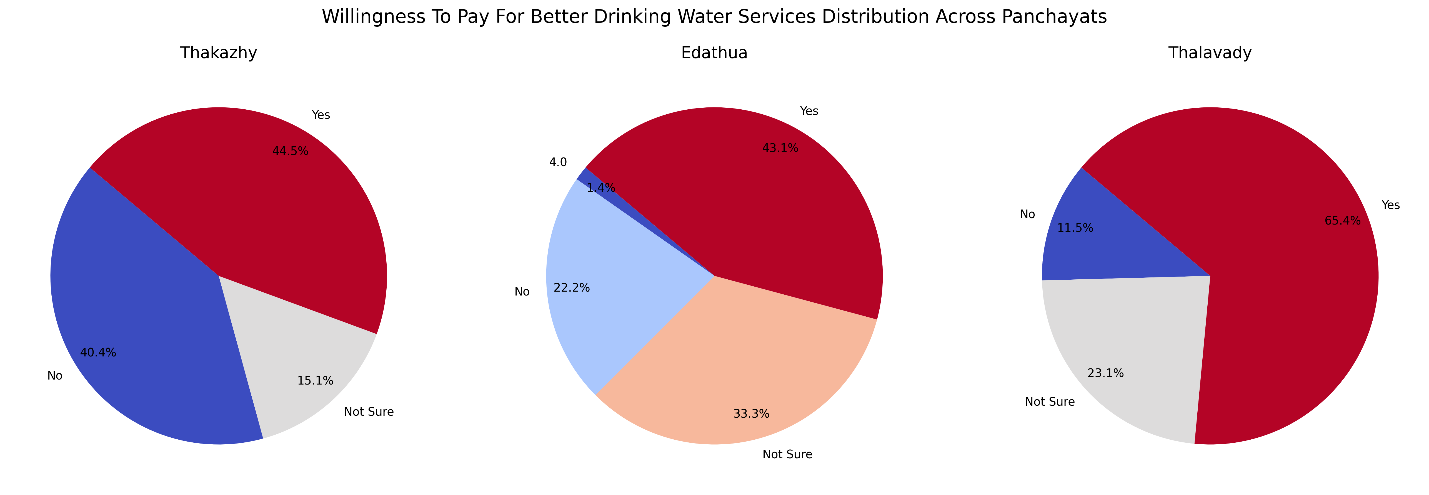 Willingness To Pay For Better Drinking Water Services Distribution Across Panchayats
Thakazhy
Yes
44.5%
No
40.4%
Not Sure
15.1%
Edathua
Yes
43.1%
4.0
1.4%
No
22.2%
Not Sure
33.3%
Thalavady
Yes
65.4%
No
11.5%
Not Sure
23.1%